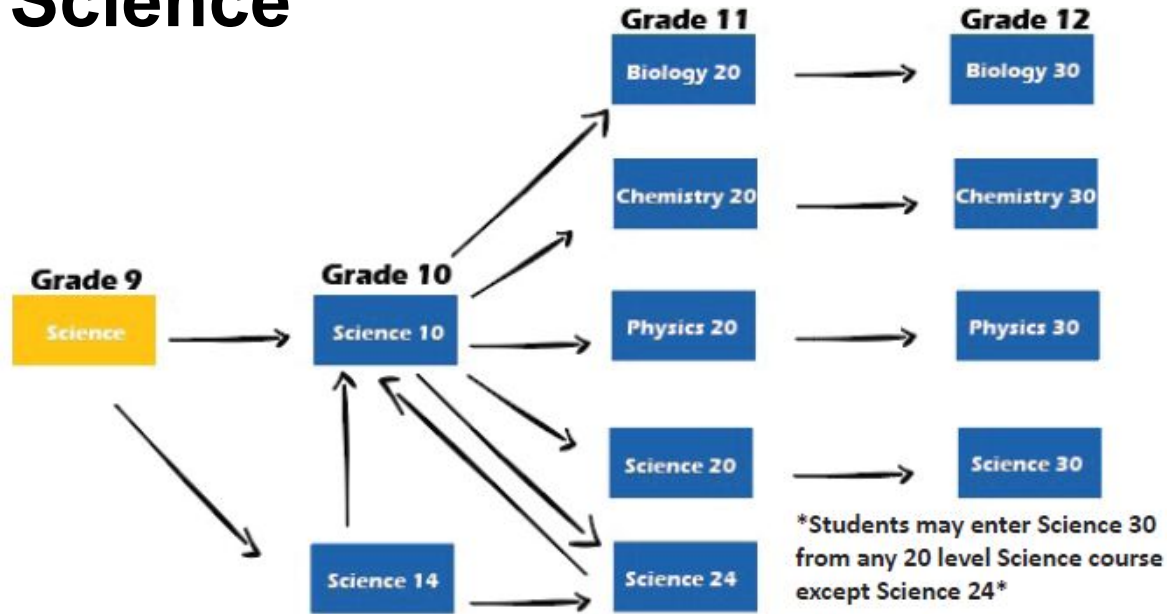 Science
Grade 11
Grade 12
Biology 20
Biology 30
Chemistry 20
Chemistry 30
Grade 9
Grade 10
Science
Science 10
Physics 20
Physics 30
Science 20
Science 30
*Students may enter Science 30
from any 20 level Science course
except Science 24*
Science 14
Science 24